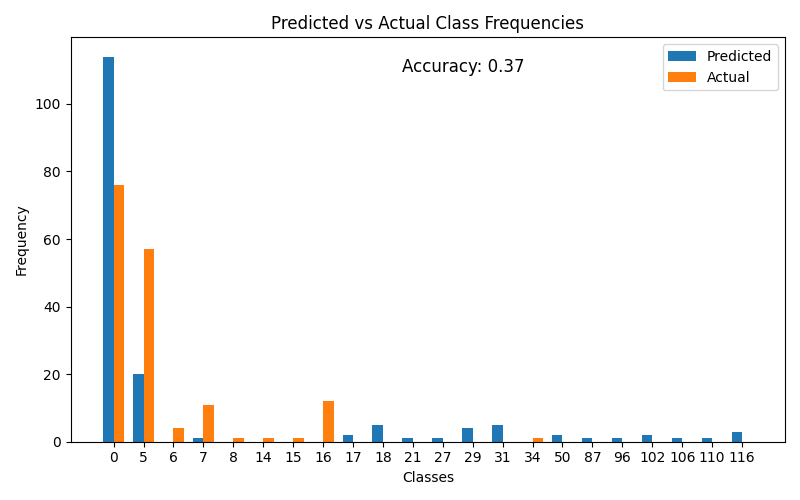 Predicted vs Actual Class Frequencies
Accuracy: 0.37
Predicted
Actual
Frequency
100
80
60
40
20
0
0 5 6 7 8 14 15 16 17 18 21 27 29 31 34 50 87 96 102 106 110 116
Classes